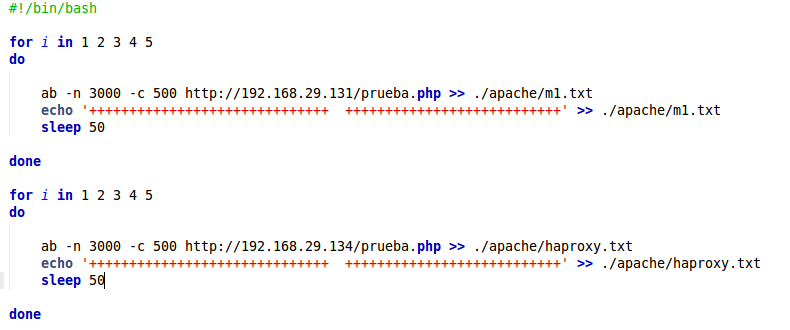 #!/bin/bash
for i in 1 2 3 4 5
do
ab -n 3000 -c 500 http://192.168.29.131/prueba.php >> ./apache/m1.txt
echo '++++++++++++++++++++++++++++++  +++++++++++++++++++++++++++' >> ./apache/m1.txt
sleep 50
done
for i in 1 2 3 4 5
do
ab -n 3000 -c 500 http://192.168.29.134/prueba.php >> ./apache/haproxy.txt
echo '++++++++++++++++++++++++++++++  +++++++++++++++++++++++++++' >> ./apache/haproxy.txt
sleep 50
done